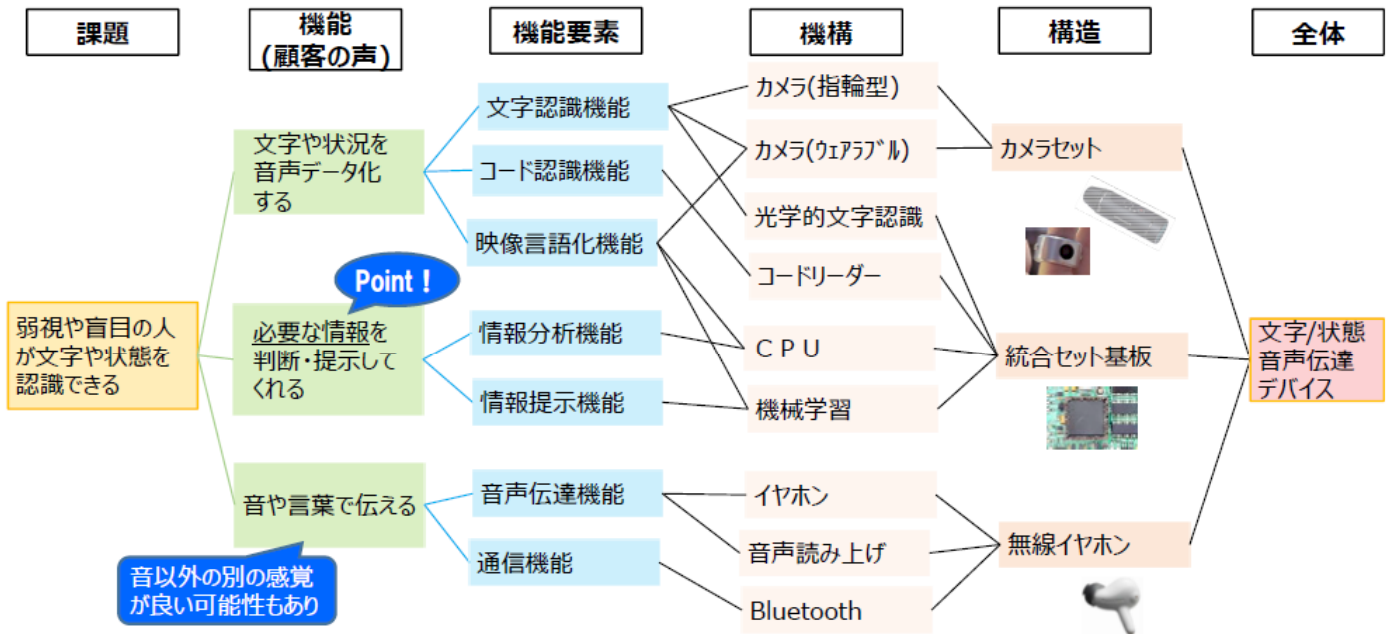 課題
機能
(顧客の声)
機能要素
機構
構造
全体
弱視や盲目の人
が文字や状態を
認識できる
文字や状況を
音声データ化
する
Point！
必要な情報を
判断・提示して
くれる
音や言葉で伝える
音以外の別の感覚
が良い可能性もあり
文字認識機能
コード認識機能
映像言語化機能
情報分析機能
情報提示機能
音声伝達機能
通信機能
カメラ(指輪型)
カメラ(ｳｪｱﾗﾌﾞﾙ)
光学的文字認識
コードリーダー
ＣＰＵ
機械学習
イヤホン
音声読み上げ
Bluetooth
カメラセット
統合セット基板
無線イヤホン
文字/状態
音声伝達
デバイス